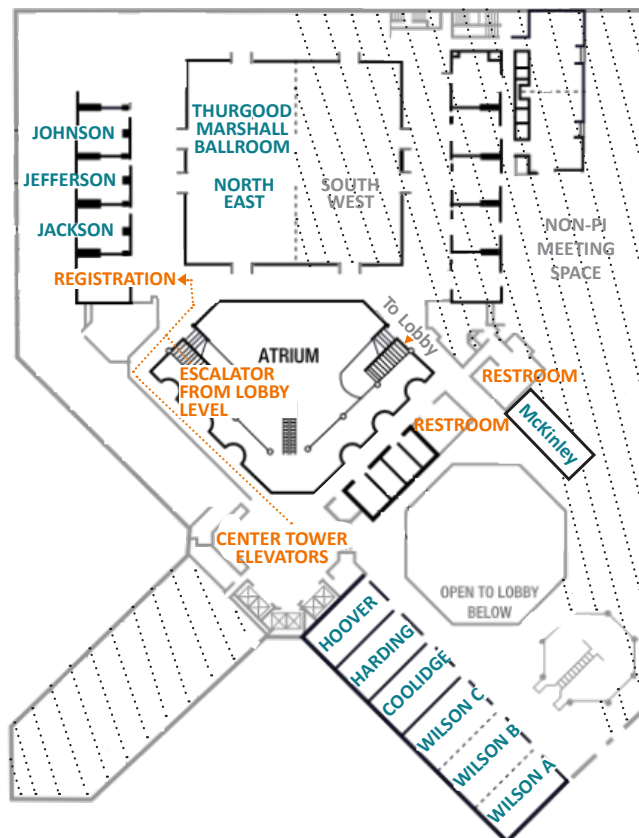 THURGOOD
MARSHALL
BALLROOM
JOHNSON
JEFFERSON
NORTH
EAST
SOUTH
WEST
JACKSON
NON-PI
MEETING
SPACE
REGISTRATION
To Lobby
ATRIUM
ESCALATOR
FROM LOBBY
LEVEL
RESTROOM
RESTROOM
McKinley
CENTER TOWER
ELEVATORS
OPEN TO LOBBY
BELOW
HOOVER
HARDING
COOLIDGE
WILSON C
WILSON B
WILSON A